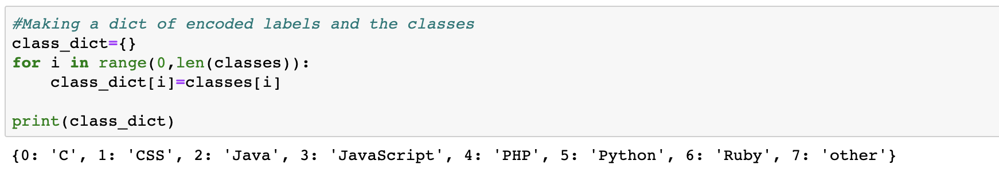 #Making a dict of encoded labels and the classes
class_dict={}
for i in range(0,len(classes)):
    class_dict[i]=classes[i]
print(class_dict)
{0: 'C', 1: 'CSS', 2: 'Java', 3: 'JavaScript', 4: 'PHP', 5: 'Python', 6: 'Ruby', 7: 'other'}